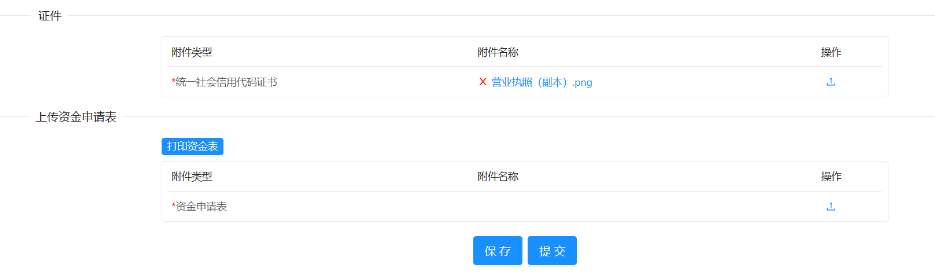 证件
附件类型 附件名称 操作
*统一社会信用代码证书 X 营业执照（副本）.png
上传资金申请表
打印资金表
附件类型 附件名称 操作
*资金申请表
保 存 提 交